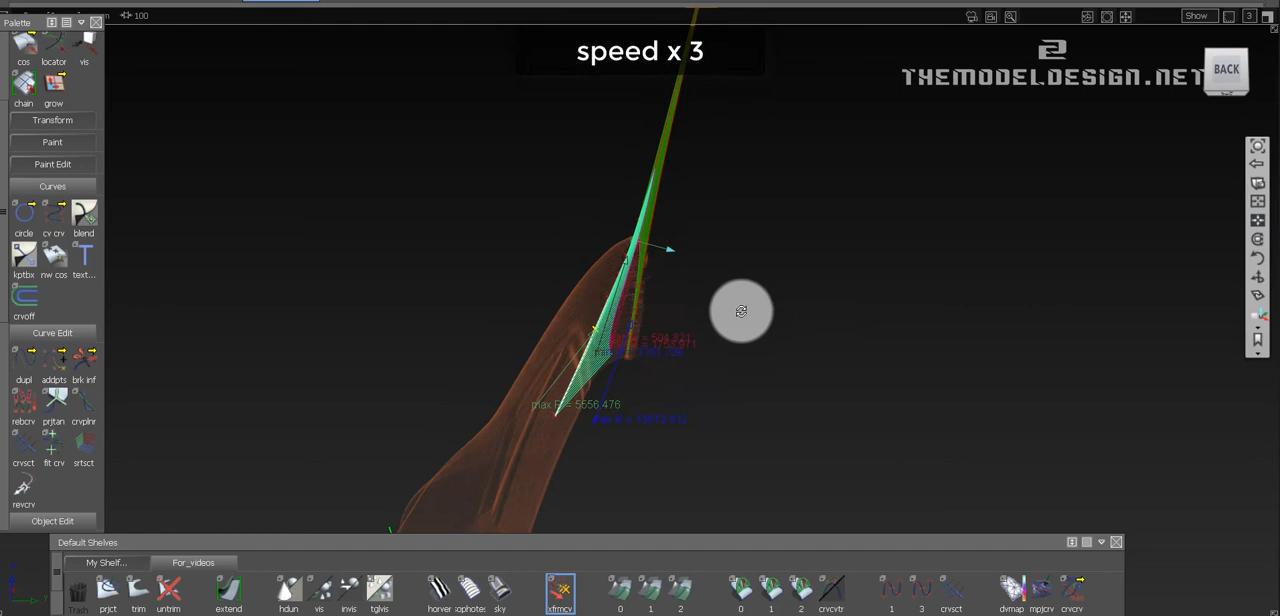 100
Show
3
Palette
speed x 3
THEMODELDESIGN.NET
BACK
cos locator vis
chain grow
Transform
Paint
Paint Edit
Curves
circle cv crv blend
kptbx nw cos text...
crvoff
Curve Edit
dupl addpts brk inf
rebcrv prjtan crvplnr
crvsct fit crv srtsct
revcrv
Object Edit
max R = 5556.476
Default Shelves
My Shelf... For_videos
Trash prjct trim untrim extend hdun vis invis tglvis horver sky xfrmcv 0 1 2 0 1 2 crvcvtr 1 3 crvsct dvmap mpjcrv crvcrv